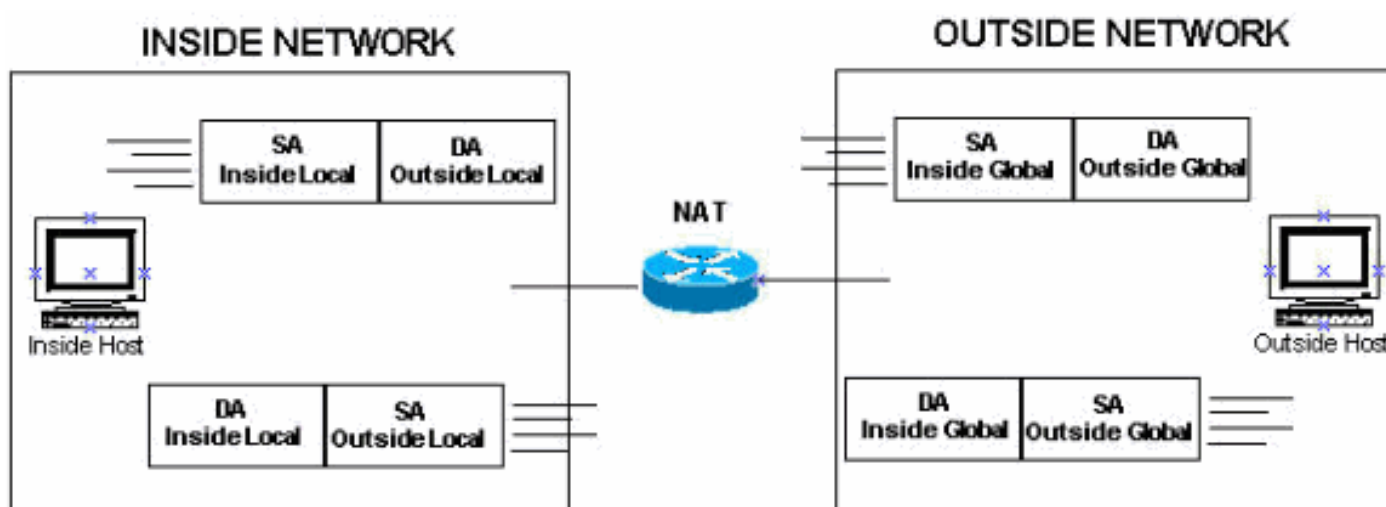 INSIDE NETWORK
OUTSIDE NETWORK
SA
Inside Local
DA
Outside Local
SA
Inside Global
DA
Outside Global
NAT
Inside Host
Outside Host
DA
Inside Local
SA
Outside Local
DA
Inside Global
SA
Outside Global